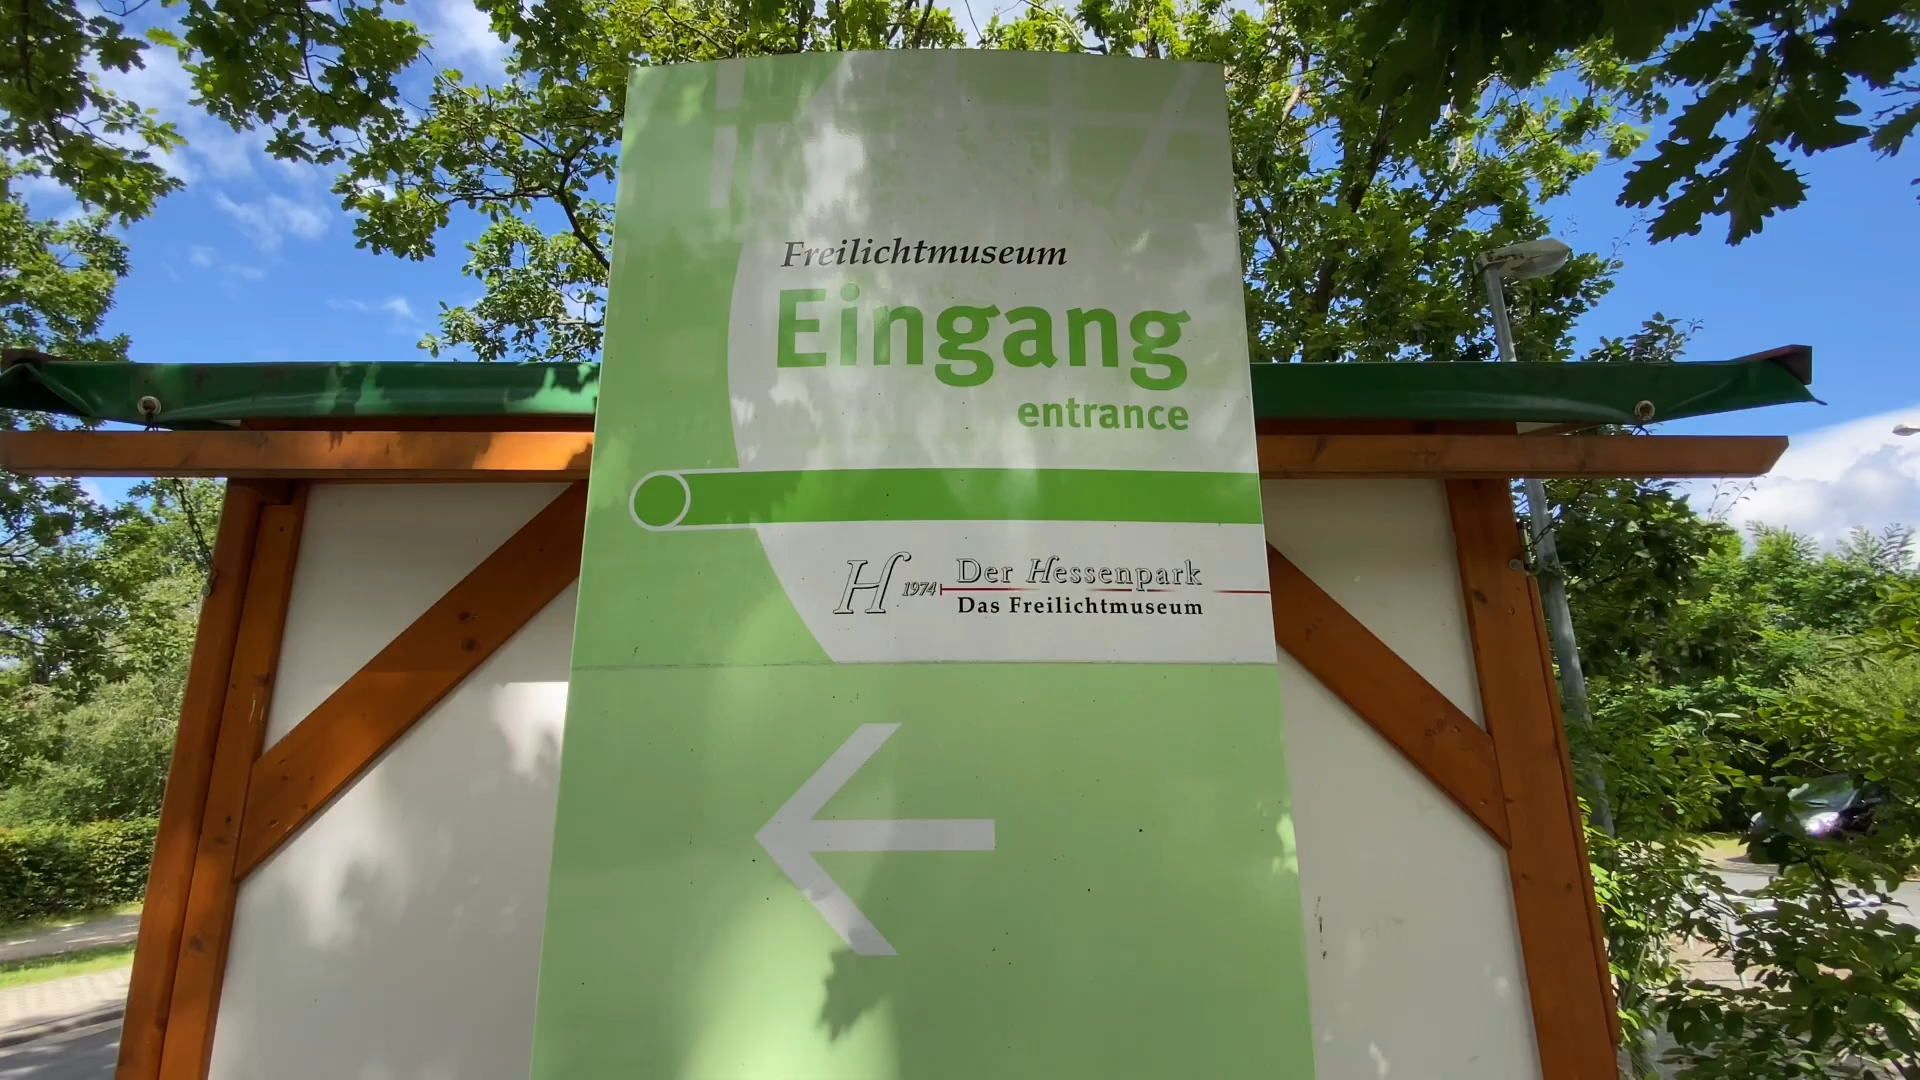 Freilichtmuseum
Eingang
entrance
H 1974 Der Hessenpark
Das Freilichtmuseum